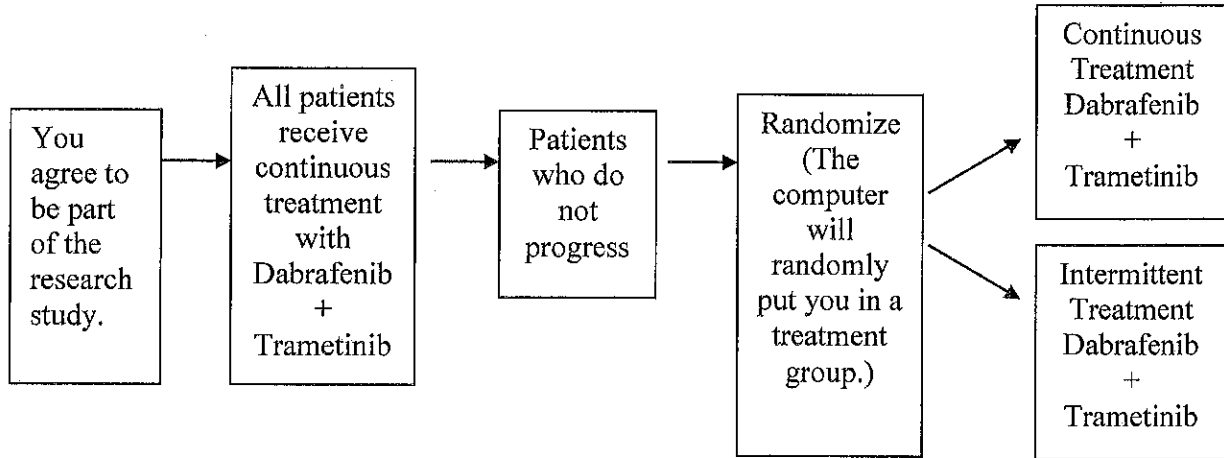 You
agree to
be part
of the
research
study.
All patients
receive
continuous
treatment
with
Dabrafenib
+
Trametinib
Patients
who do
not
progress
Randomize
(The
computer
will
randomly
put you in a
treatment
group.)
Continuous
Treatment
Dabrafenib
+
Trametinib
Intermittent
Treatment
Dabrafenib
+
Trametinib